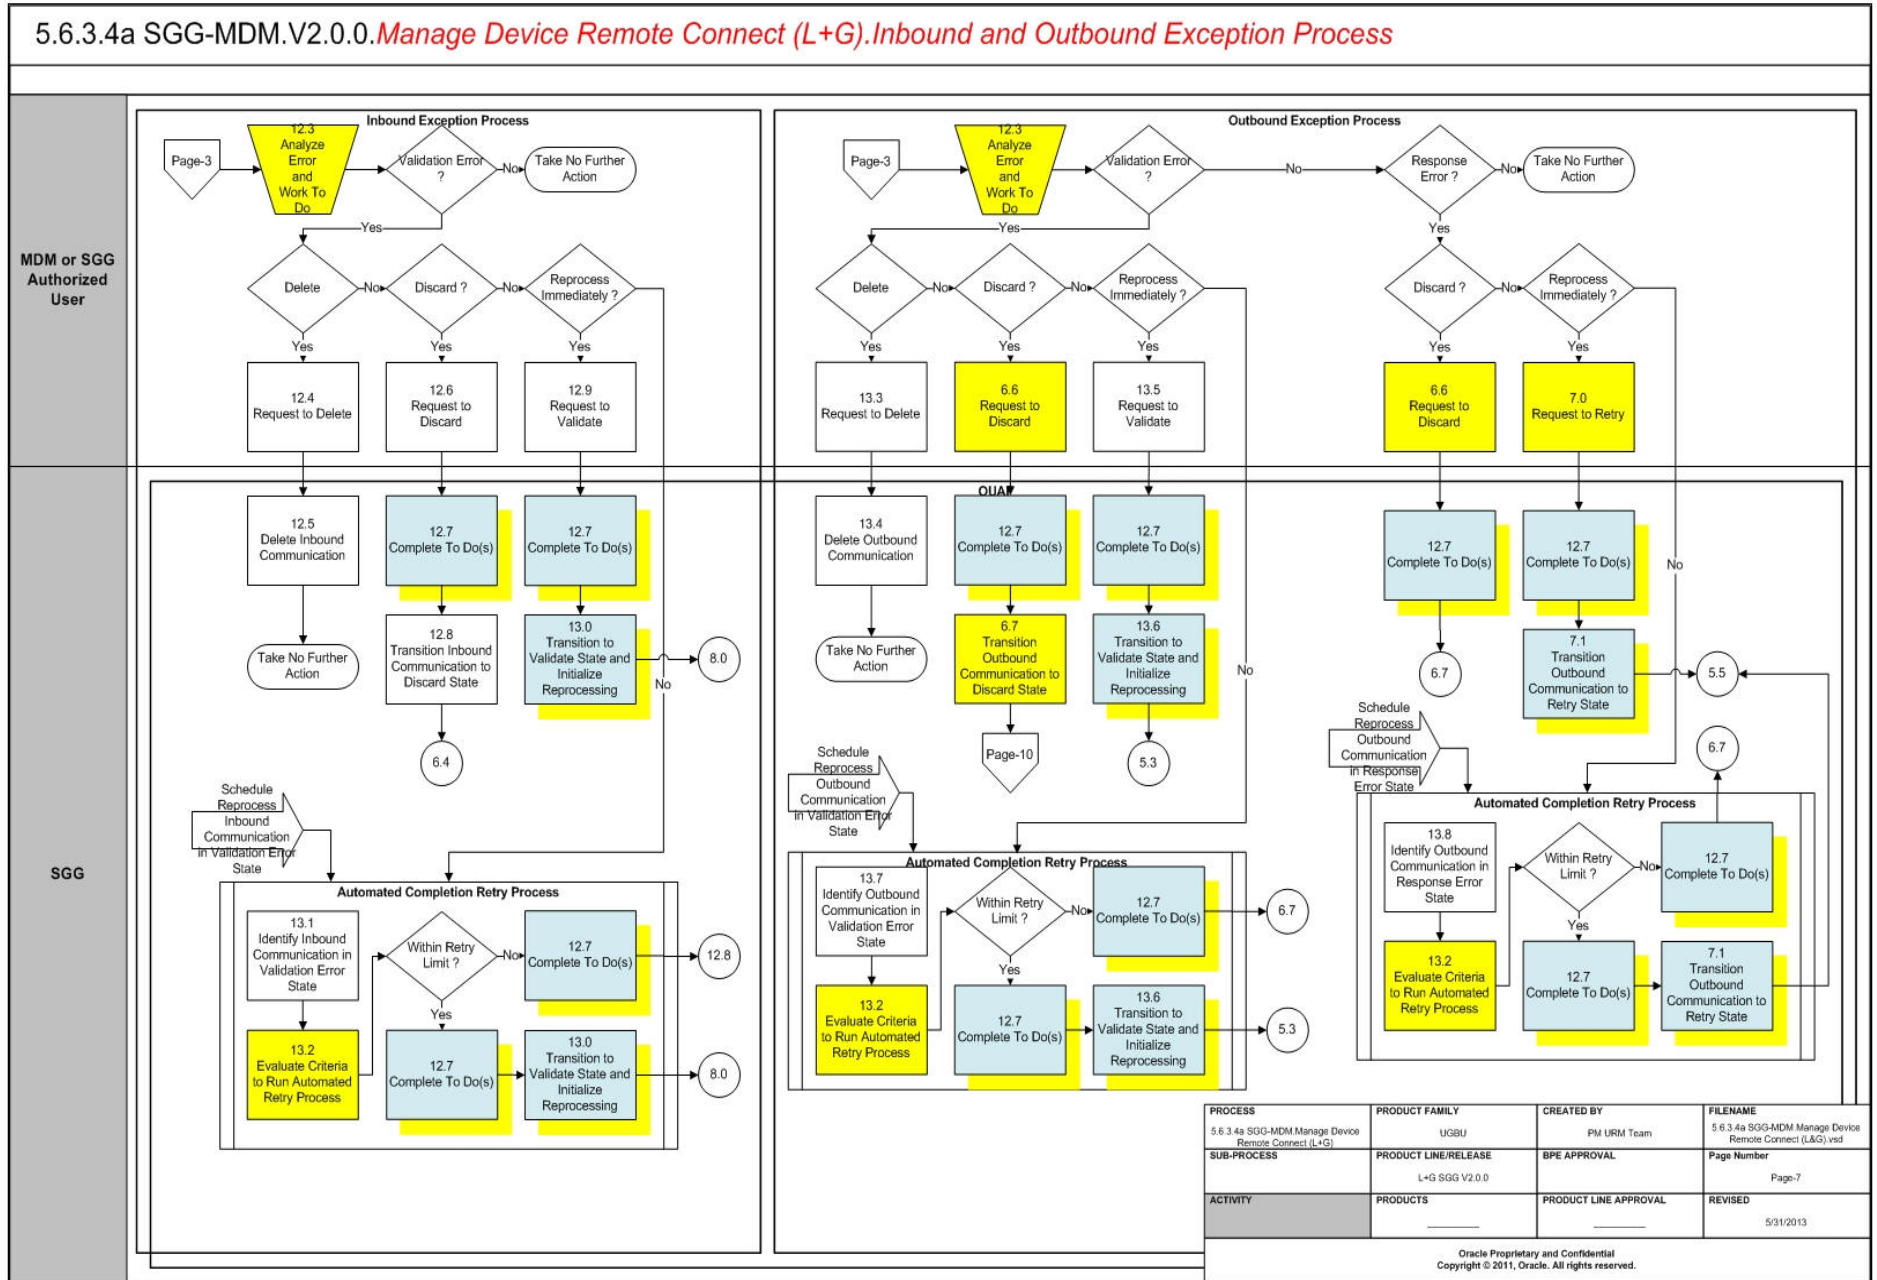 5.6.3.4a SGG-MDM.V2.0.0.Manage Device Remote Connect (L+G).Inbound and Outbound Exception Process
MDM or SGG
Authorized
User
SGG
Inbound Exception Process
Page-3
12.3
Analyze
Error
and
Work To
Do
Validation Error
?
No
Take No Further
Action
Yes
Delete
No
Discard ?
No
Reprocess
Immediately ?
Yes
Yes
Yes
12.4
Request to Delete
12.6
Request to
Discard
12.9
Request to
Validate
12.5
Delete Inbound
Communication
12.7
Complete To Do(s)
12.7
Complete To Do(s)
Take No Further
Action
12.8
Transition Inbound
Communication to
Discard State
13.0
Transition to
Validate State and
Initialize
Reprocessing
8.0
No
6.4
Schedule
Reprocess
Inbound
Communication
in Validation Error
State
Automated Completion Retry Process
13.1
Identify Inbound
Communication in
Validation Error
State
Within Retry
Limit ?
No
12.7
Complete To Do(s)
12.8
Yes
13.2
Evaluate Criteria
to Run Automated
Retry Process
12.7
Complete To Do(s)
13.0
Transition to
Validate State and
Initialize
Reprocessing
8.0
Outbound Exception Process
Page-3
12.3
Analyze
Error
and
Work To
Do
Validation Error
?
No
Response
Error ?
No
Take No Further
Action
Yes
Yes
Delete
No
Discard ?
No
Reprocess
Immediately ?
Discard ?
No
Reprocess
Immediately ?
Yes
Yes
Yes
Yes
Yes
13.3
Request to Delete
6.6
Request to
Discard
13.5
Request to
Validate
6.6
Request to
Discard
7.0
Request to Retry
OUAF
13.4
Delete Outbound
Communication
12.7
Complete To Do(s)
12.7
Complete To Do(s)
12.7
Complete To Do(s)
12.7
Complete To Do(s)
No
Take No Further
Action
6.7
Transition
Outbound
Communication to
Discard State
13.6
Transition to
Validate State and
Initialize
Reprocessing
No
6.7
7.1
Transition
Outbound
Communication to
Retry State
5.5
Page-10
5.3
6.7
Schedule
Reprocess
Outbound
Communication
in Validation Error
State
Schedule
Reprocess
Outbound
Communication
in Response
Error State
Automated Completion Retry Process
13.7
Identify Outbound
Communication in
Validation Error
State
Within Retry
Limit ?
No
12.7
Complete To Do(s)
6.7
Yes
13.2
Evaluate Criteria
to Run Automated
Retry Process
12.7
Complete To Do(s)
13.6
Transition to
Validate State and
Initialize
Reprocessing
5.3
Automated Completion Retry Process
13.8
Identify Outbound
Communication in
Response Error
State
Within Retry
Limit ?
No
12.7
Complete To Do(s)
Yes
13.2
Evaluate Criteria
to Run Automated
Retry Process
12.7
Complete To Do(s)
7.1
Transition
Outbound
Communication to
Retry State
PROCESS
5.6.3.4a SGG-MDM.Manage Device
Remote Connect (L+G)
PRODUCT FAMILY
UGBU
CREATED BY
PM URM Team
FILENAME
5.6.3.4a SGG-MDM.Manage Device
Remote Connect (L&G).vsd
SUB-PROCESS
PRODUCT LINE/RELEASE
L+G SGG V2.0.0
BPE APPROVAL
Page Number
Page-7
ACTIVITY
PRODUCTS
PRODUCT LINE APPROVAL
REVISED
5/31/2013
Oracle Proprietary and Confidential
Copyright © 2011, Oracle. All rights reserved.